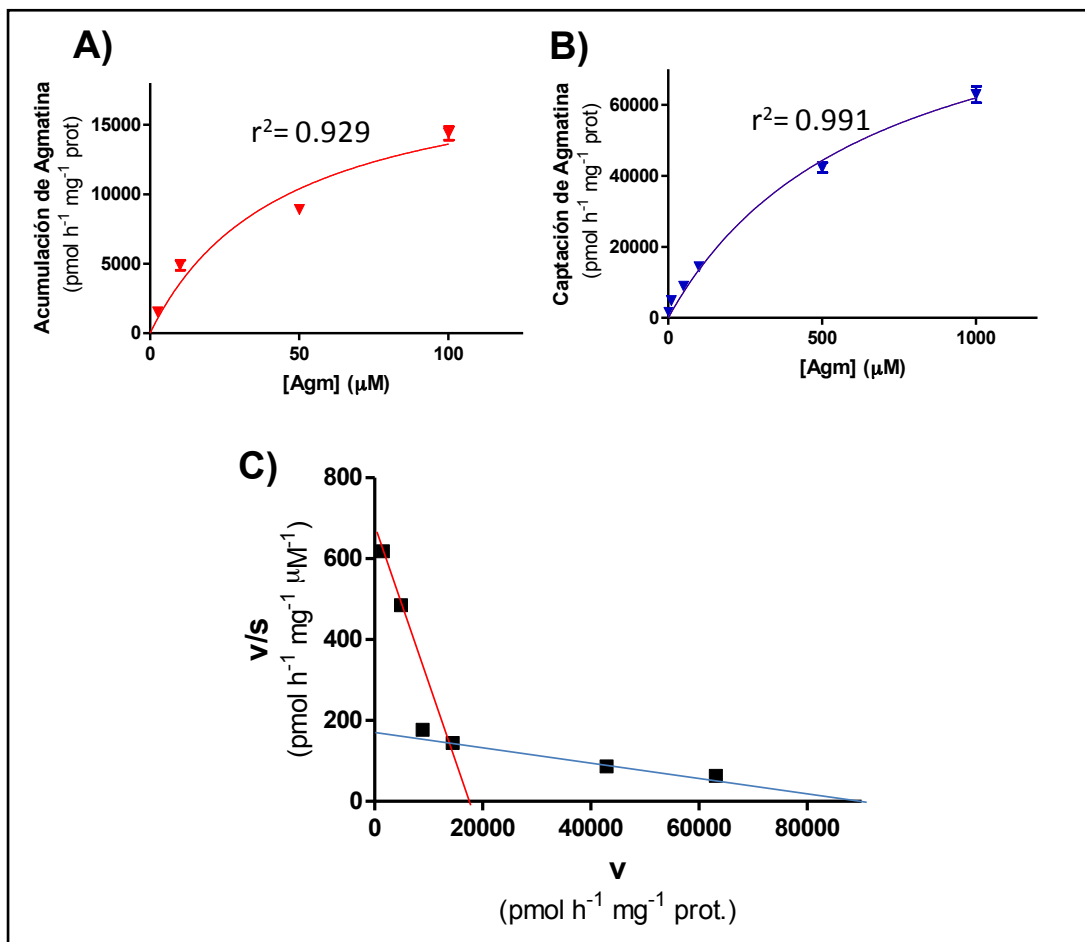 A)
Acumulación de Agmatina
(pmol h⁻¹ mg⁻¹ prot)
15000
10000
5000
0
r²= 0.929
0 50 100
[Agm] (μM)
B)
Captación de Agmatina
(pmol h⁻¹ mg⁻¹ prot)
60000
40000
20000
0
r²= 0.991
0 500 1000
[Agm] (μM)
C)
v/s
(pmol h⁻¹ mg⁻¹ μM⁻¹)
800
600
400
200
0
0 20000 40000 60000 80000
v
(pmol h⁻¹ mg⁻¹ prot.)